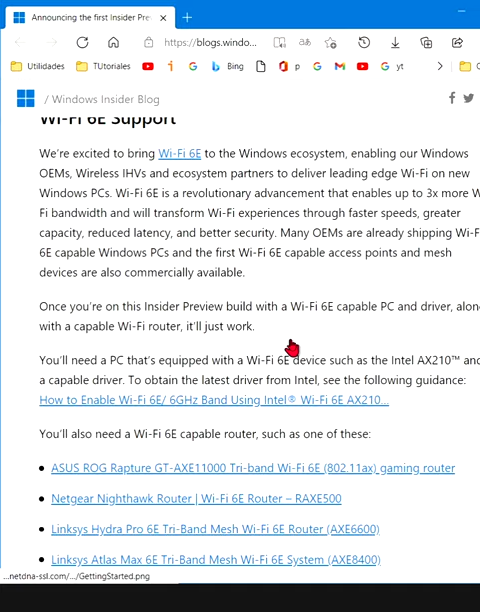 Announcing the first Insider Pre
https://blogs.windo...
Utilidades TUtoriales i Bing p yt
/ Windows Insider Blog
Wi-Fi 6E Support
We're excited to bring Wi-Fi 6E to the Windows ecosystem, enabling our Windows
OEMs, Wireless IHVs and ecosystem partners to deliver leading edge Wi-Fi on new
Windows PCs. Wi-Fi 6E is a revolutionary advancement that enables up to 3x more W
Fi bandwidth and will transform Wi-Fi experiences through faster speeds, greater
capacity, reduced latency, and better security. Many OEMs are already shipping Wi-F
6E capable Windows PCs and the first Wi-Fi 6E capable access points and mesh
devices are also commercially available.
Once you're on this Insider Preview build with a Wi-Fi 6E capable PC and driver, alon
with a capable Wi-Fi router, it'll just work.
You'll need a PC that's equipped with a Wi-Fi 6E device such as the Intel AX210™ and
a capable driver. To obtain the latest driver from Intel, see the following guidance:
How to Enable Wi-Fi 6E/ 6GHz Band Using Intel® Wi-Fi 6E AX210...
You'll also need a Wi-Fi 6E capable router, such as one of these:
ASUS ROG Rapture GT-AXE11000 Tri-band Wi-Fi 6E (802.11ax) gaming router
Netgear Nighthawk Router | Wi-Fi 6E Router – RAXE500
Linksys Hydra Pro 6E Tri-Band Mesh Wi-Fi 6E Router (AXE6600)
Linksys Atlas Max 6E Tri-Band Mesh Wi-Fi 6E System (AXE8400)
...netdna-ssl.com/.../GettingStarted.png